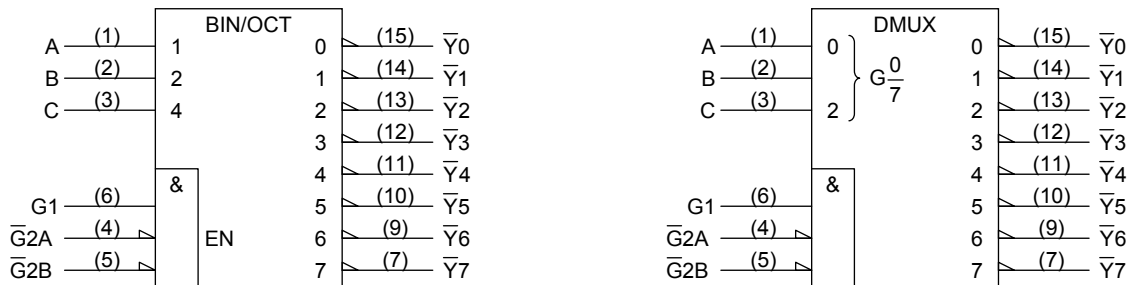 BIN/OCT
A (1) 1 0 (15) Y̅0
B (2) 2 1 (14) Y̅1
C (3) 4 2 (13) Y̅2
3 (12) Y̅3
& 4 (11) Y̅4
G1 (6) 5 (10) Y̅5
G̅2A (4) EN 6 (9) Y̅6
G̅2B (5) 7 (7) Y̅7
DMUX
A (1) 0 0 (15) Y̅0
B (2) G 0/7 1 (14) Y̅1
C (3) 2 2 (13) Y̅2
3 (12) Y̅3
& 4 (11) Y̅4
G1 (6) 5 (10) Y̅5
G̅2A (4) 6 (9) Y̅6
G̅2B (5) 7 (7) Y̅7